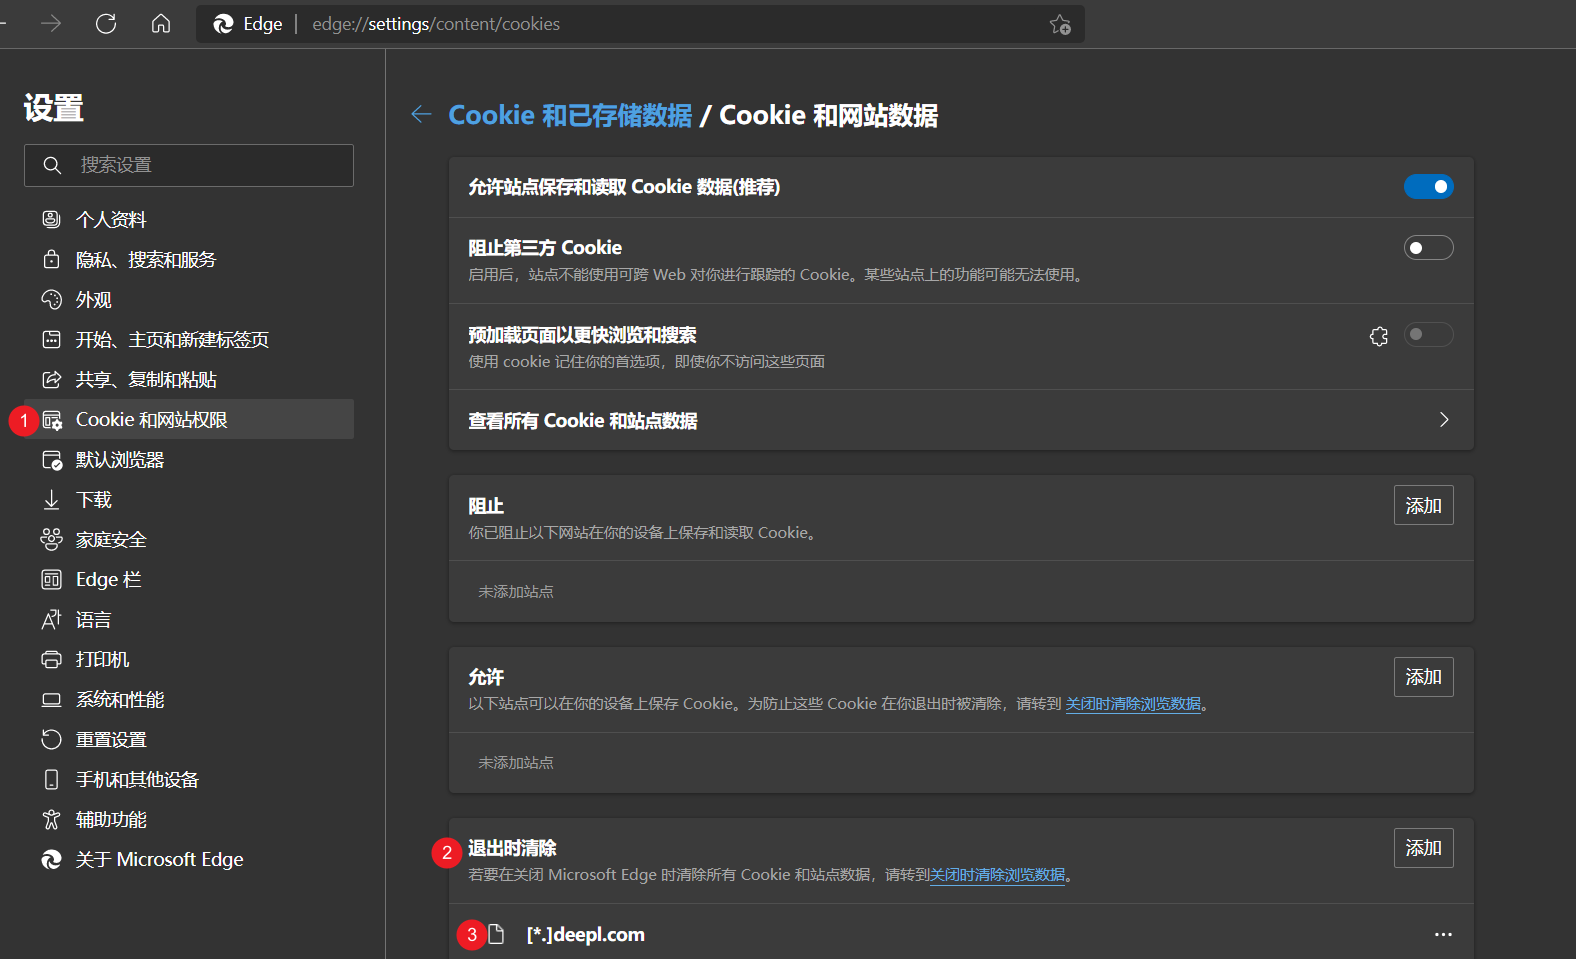 Edge | edge://settings/content/cookies
设置
搜索设置
个人资料
隐私、搜索和服务
外观
开始、主页和新建标签页
共享、复制和粘贴
1
Cookie 和网站权限
默认浏览器
下载
家庭安全
Edge 栏
语言
打印机
系统和性能
重置设置
手机和其他设备
辅助功能
关于 Microsoft Edge
Cookie 和已存储数据 / Cookie 和网站数据
允许站点保存和读取 Cookie 数据(推荐)
阻止第三方 Cookie
启用后，站点不能使用可跨 Web 对你进行跟踪的 Cookie。某些站点上的功能可能无法使用。
预加载页面以更快浏览和搜索
使用 cookie 记住你的首选项，即使你不访问这些页面
查看所有 Cookie 和站点数据
阻止
添加
你已阻止以下网站在你的设备上保存和读取 Cookie。
未添加站点
允许
添加
以下站点可以在你的设备上保存 Cookie。为防止这些 Cookie 在你退出时被清除，请转到 关闭时清除浏览数据。
未添加站点
2
退出时清除
添加
若要在关闭 Microsoft Edge 时清除所有 Cookie 和站点数据，请转到关闭时清除浏览数据。
3
[*.]deepl.com